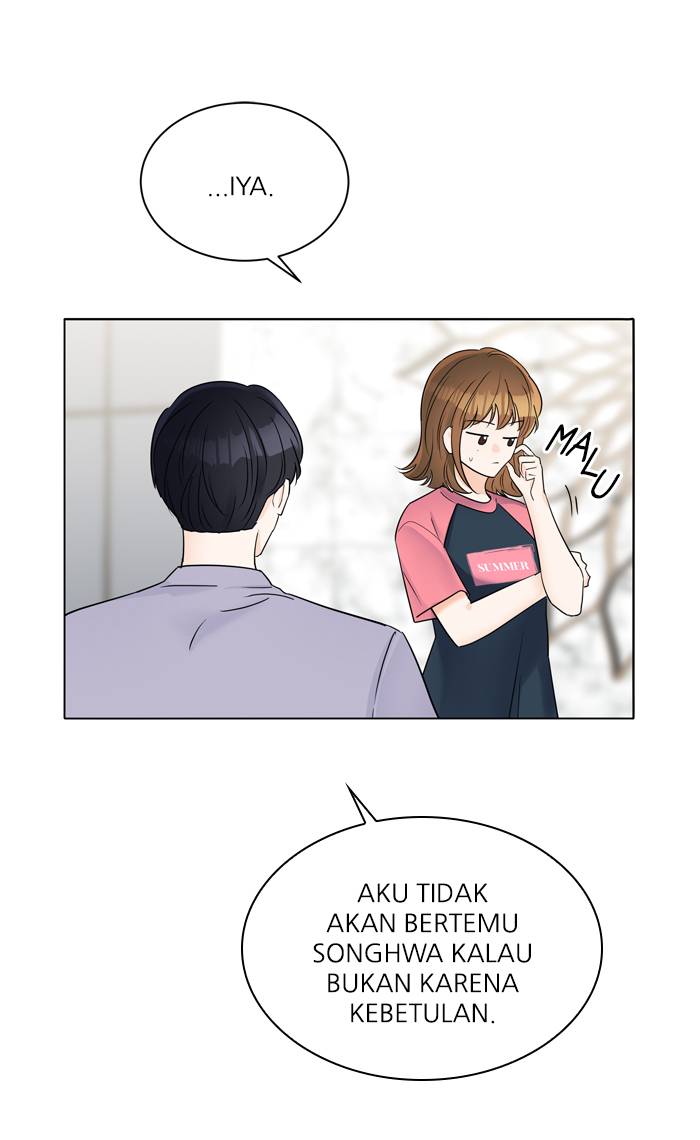 ...IYA.
MALU
SUMMER
AKU TIDAK
AKAN BERTEMU
SONGHWA KALAU
BUKAN KARENA
KEBETULAN.